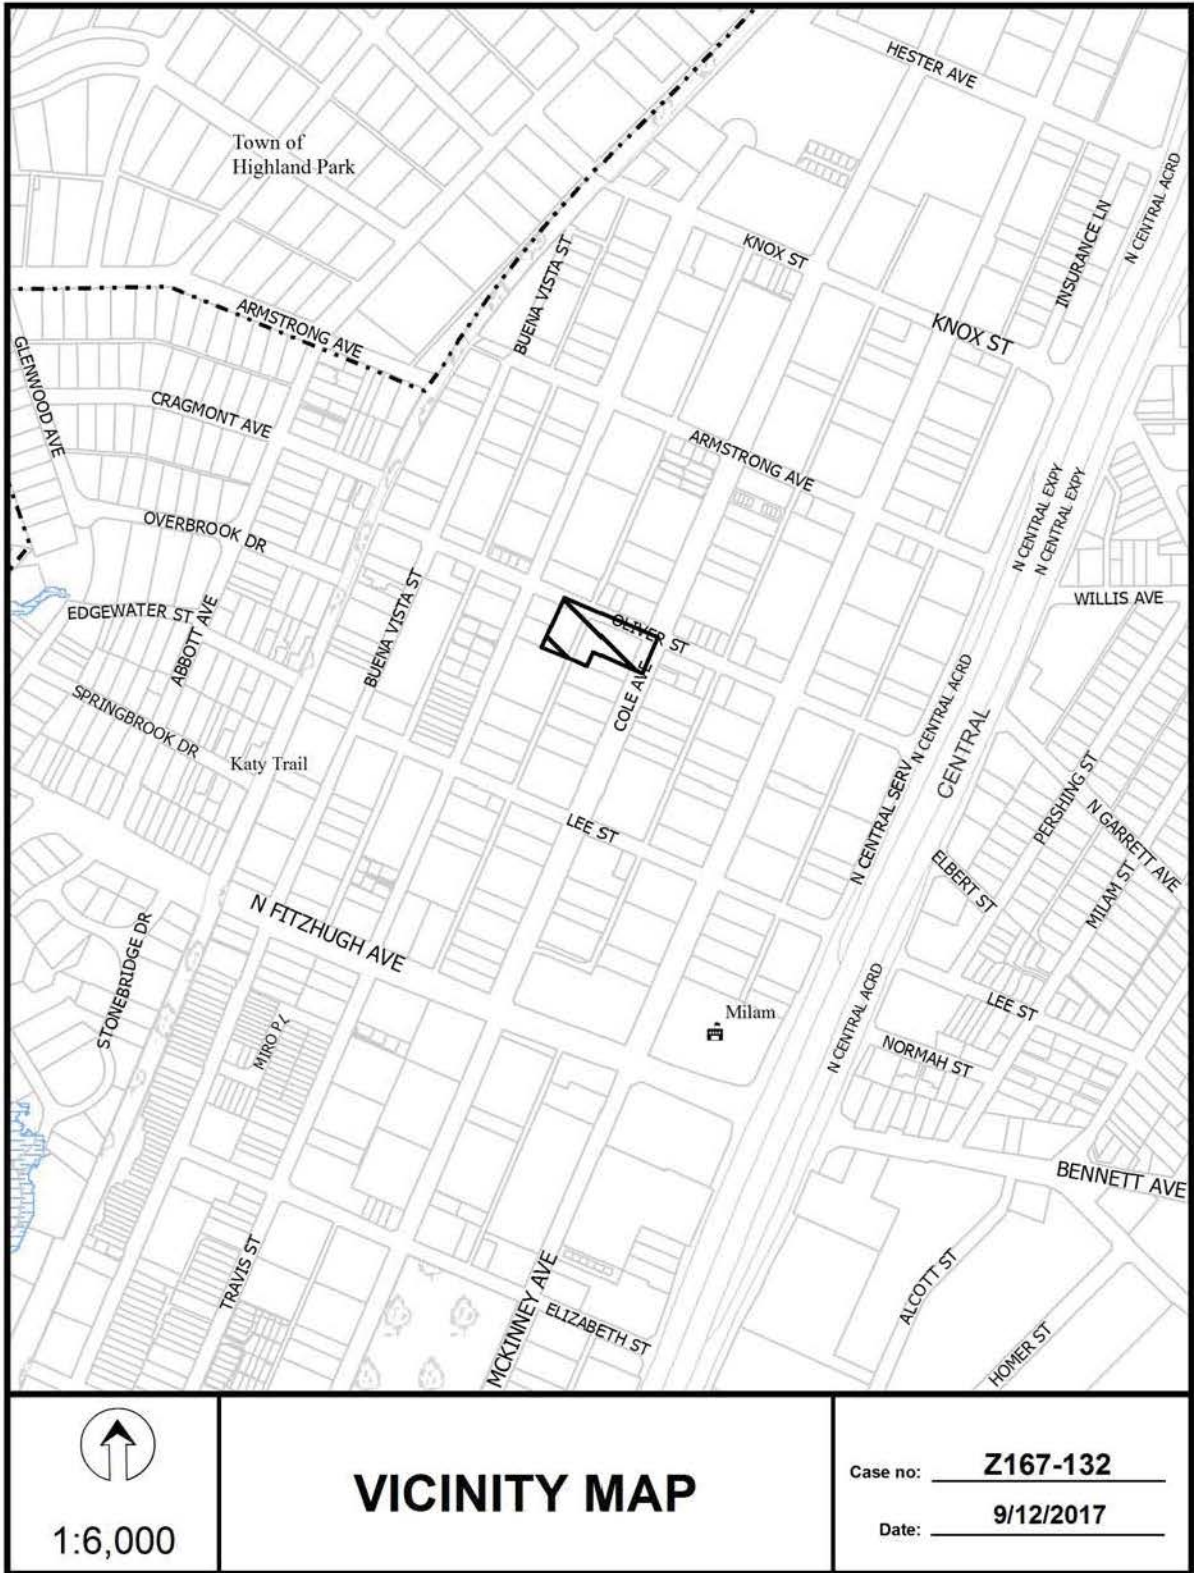 HESTER AVE
Town of
Highland Park
N CENTRAL ACRD
INSURANCE LN
KNOX ST
BUENA VISTA ST
ARMSTRONG AVE
KNOX ST
GLENWOOD AVE
CRAGMONT AVE
ARMSTRONG AVE
N CENTRAL EXPY
N CENTRAL EXPY
OVERBROOK DR
WILLIS AVE
EDGEWATER ST
ABBOTT AVE
BUENA VISTA ST
OLIVER ST
COLE AVE
SPRINGBROOK DR
Katy Trail
N CENTRAL ACRD
CENTRAL
N CENTRAL SERV
PERSHING ST
N GARRETT AVE
LEE ST
ELBERT ST
MILAM ST
N FITZHUGH AVE
STONEBRIDGE DR
MIRO PL
Milam
N CENTRAL ACRD
LEE ST
NORMAH ST
BENNETT AVE
TRAVIS ST
MCKINNEY AVE
ELIZABETH ST
ALCOTT ST
HOMER ST
1:6,000
VICINITY MAP
Case no: Z167-132
Date: 9/12/2017